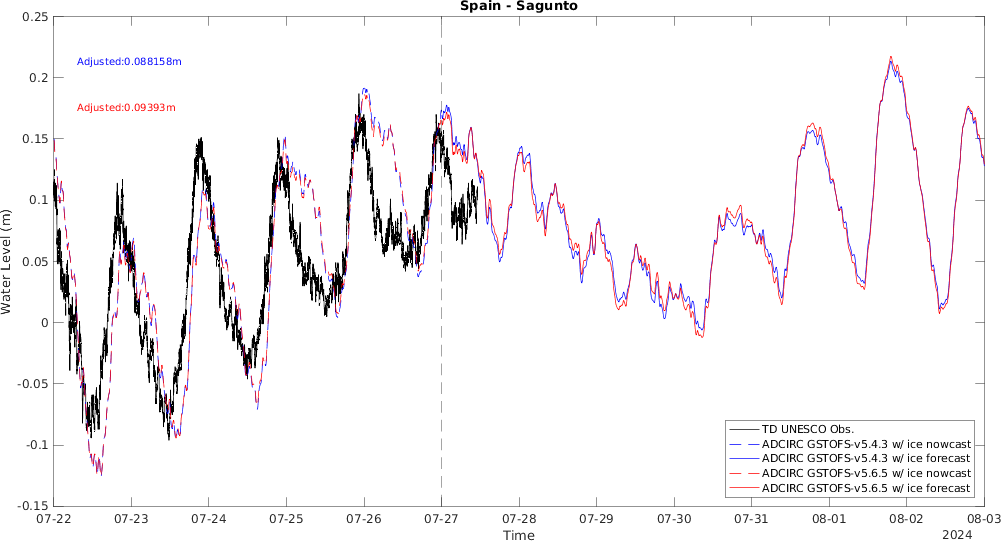 Spain - Sagunto
0.25
0.2
0.15
0.1
0.05
0
-0.05
-0.1
-0.15
Water Level (m)
Adjusted:0.088158m
Adjusted:0.09393m
TD UNESCO Obs.
ADCIRC GSTOFS-v5.4.3 w/ ice nowcast
ADCIRC GSTOFS-v5.4.3 w/ ice forecast
ADCIRC GSTOFS-v5.6.5 w/ ice nowcast
ADCIRC GSTOFS-v5.6.5 w/ ice forecast
07-22 07-23 07-24 07-25 07-26 07-27 07-28 07-29 07-30 07-31 08-01 08-02 08-03
Time
2024